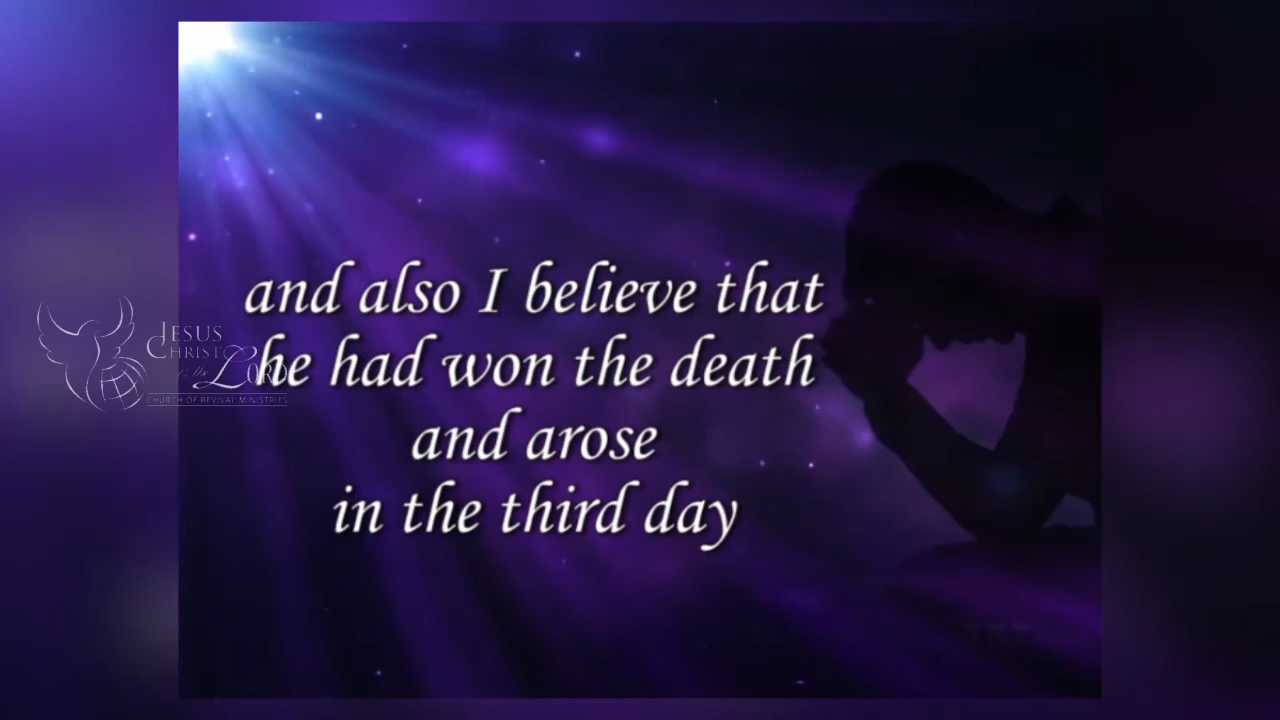 and also I believe that
he had won the death
and arose
in the third day
JESUS
CHRIST
is the LORD
CHURCH OF REVIVAL MINISTRIES